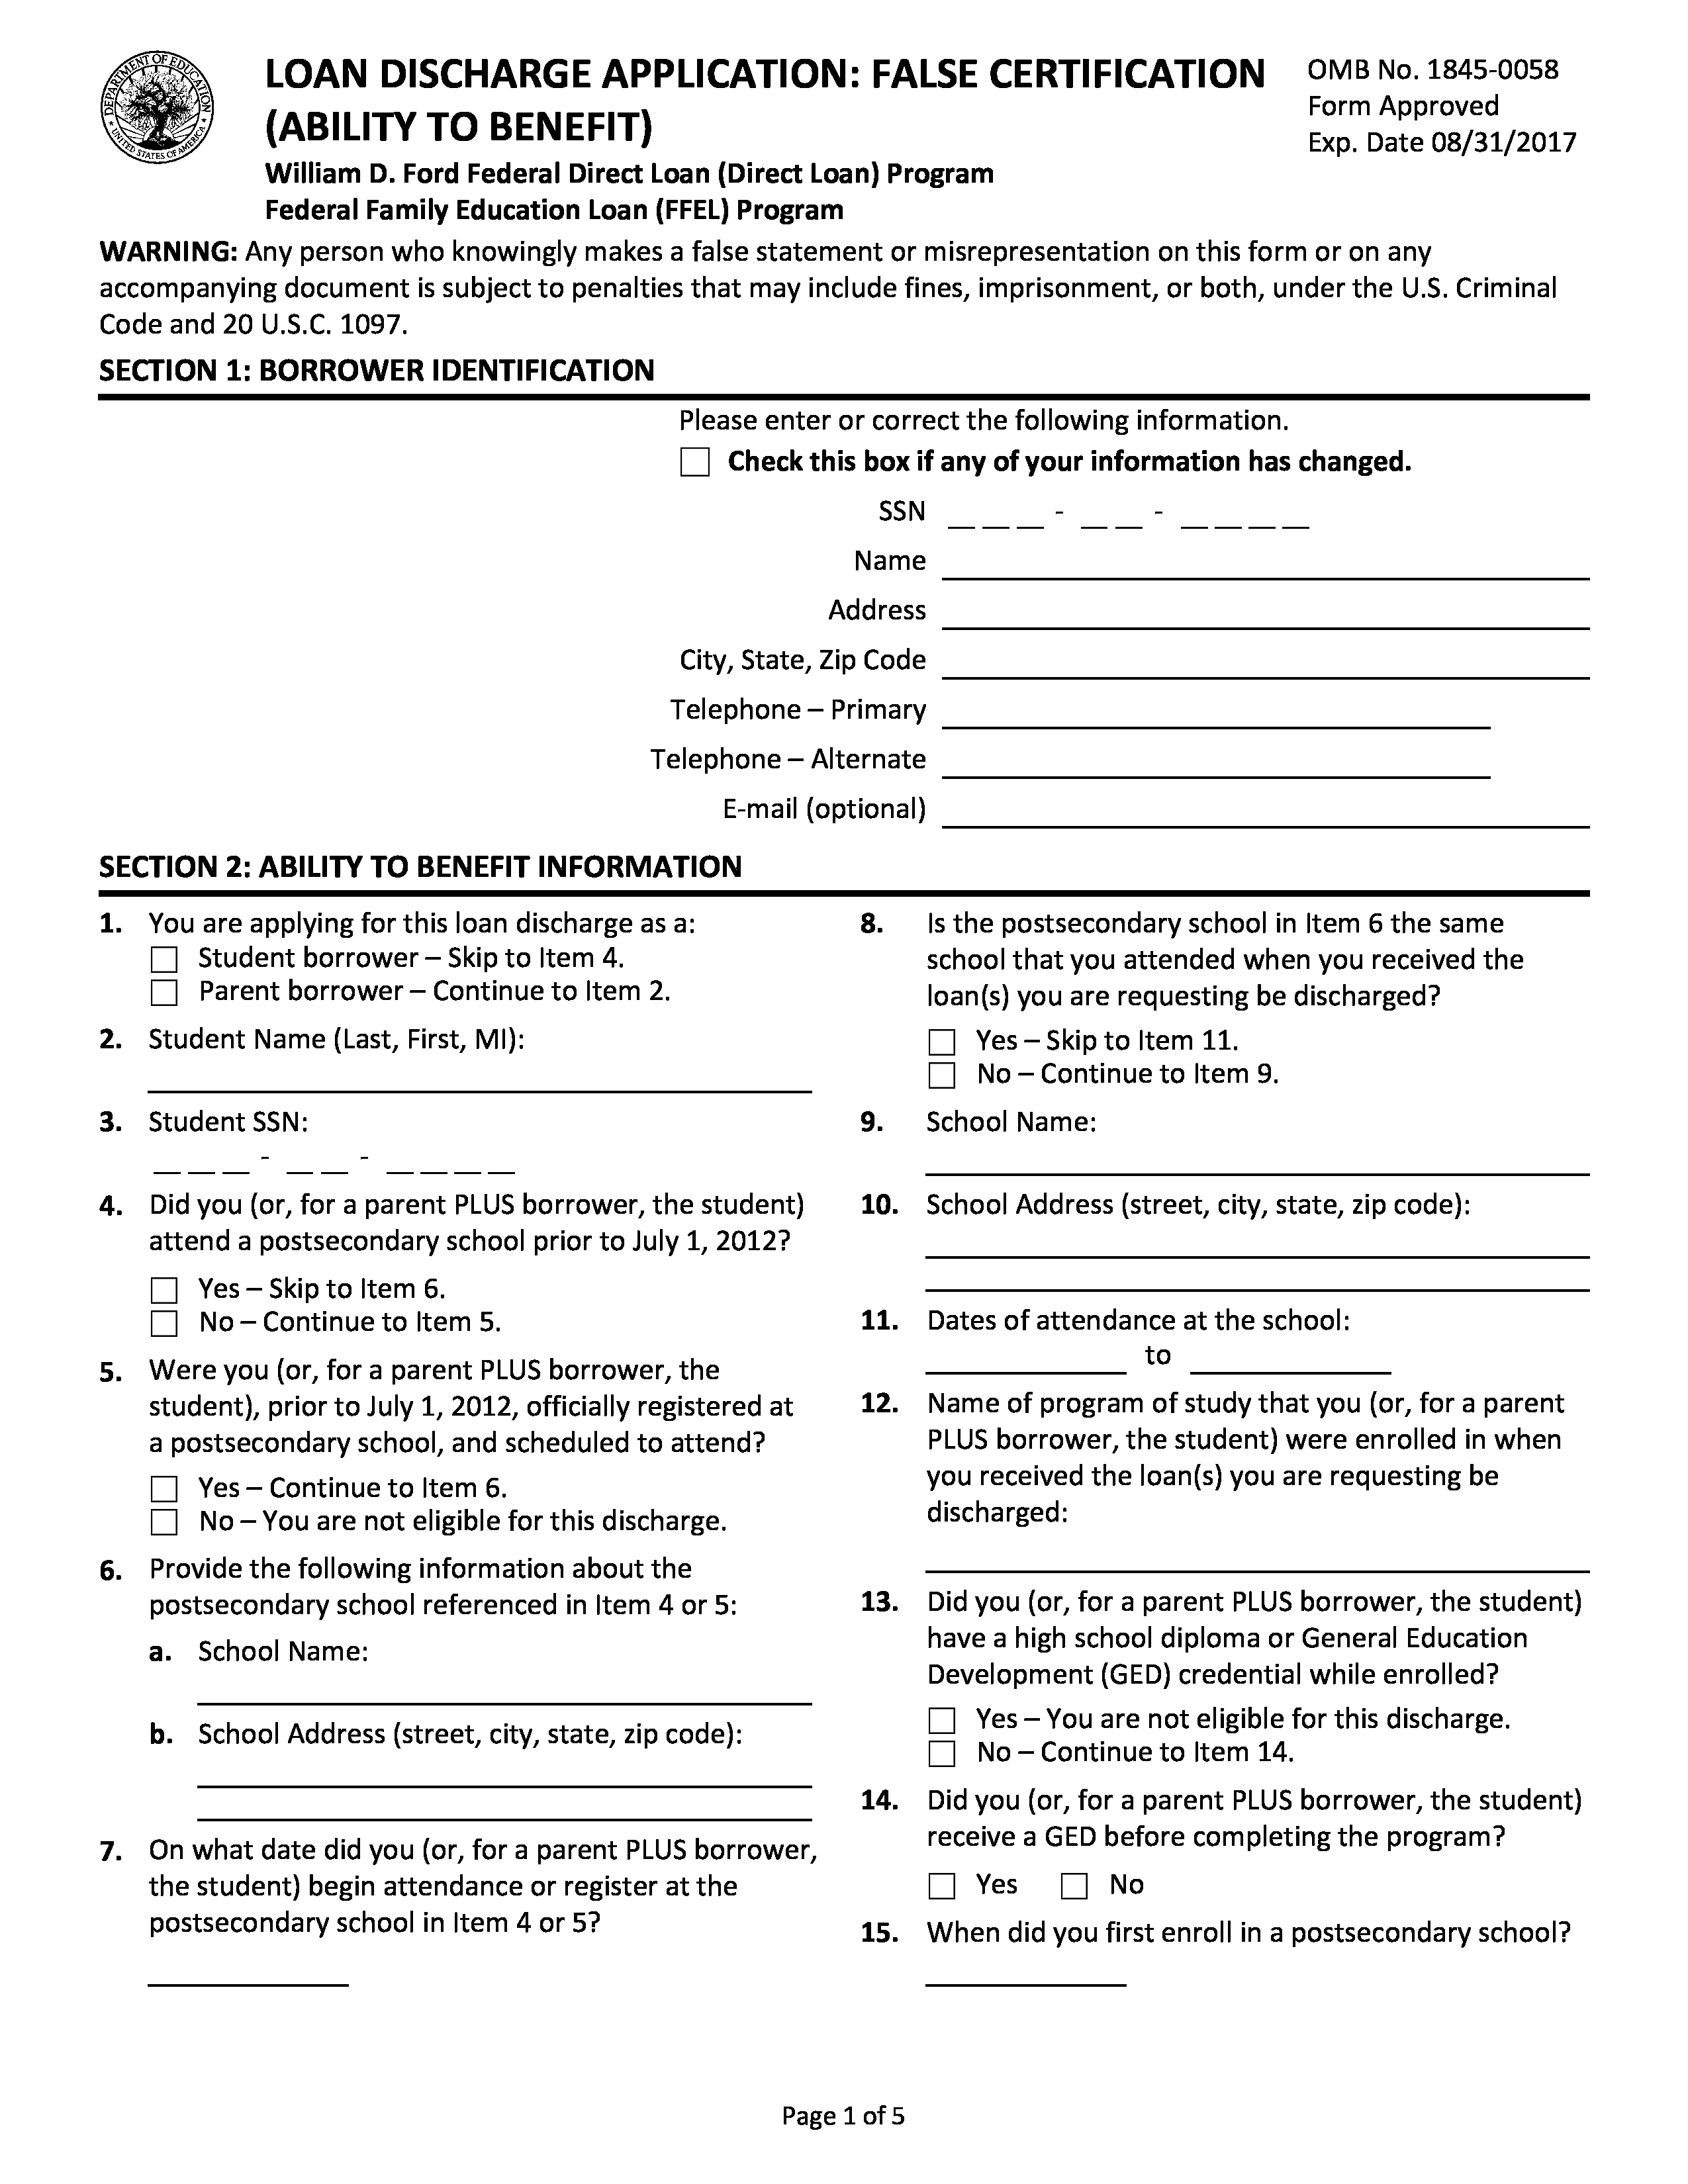 DEPARTMENT OF EDUCATION
UNITED STATES OF AMERICA
LOAN DISCHARGE APPLICATION: FALSE CERTIFICATION
(ABILITY TO BENEFIT)
William D. Ford Federal Direct Loan (Direct Loan) Program
Federal Family Education Loan (FFEL) Program
OMB No. 1845-0058
Form Approved
Exp. Date 08/31/2017
WARNING: Any person who knowingly makes a false statement or misrepresentation on this form or on any
accompanying document is subject to penalties that may include fines, imprisonment, or both, under the U.S. Criminal
Code and 20 U.S.C. 1097.
SECTION 1: BORROWER IDENTIFICATION
Please enter or correct the following information.
Check this box if any of your information has changed.
SSN __ __ __ - __ __ - __ __ __ __
Name
Address
City, State, Zip Code
Telephone – Primary
Telephone – Alternate
E-mail (optional)
SECTION 2: ABILITY TO BENEFIT INFORMATION
1. You are applying for this loan discharge as a:
Student borrower – Skip to Item 4.
Parent borrower – Continue to Item 2.
2. Student Name (Last, First, MI):
3. Student SSN:
__ __ __ - __ __ - __ __ __ __
4. Did you (or, for a parent PLUS borrower, the student)
attend a postsecondary school prior to July 1, 2012?
Yes – Skip to Item 6.
No – Continue to Item 5.
5. Were you (or, for a parent PLUS borrower, the
student), prior to July 1, 2012, officially registered at
a postsecondary school, and scheduled to attend?
Yes – Continue to Item 6.
No – You are not eligible for this discharge.
6. Provide the following information about the
postsecondary school referenced in Item 4 or 5:
a. School Name:
b. School Address (street, city, state, zip code):
7. On what date did you (or, for a parent PLUS borrower,
the student) begin attendance or register at the
postsecondary school in Item 4 or 5?
8. Is the postsecondary school in Item 6 the same
school that you attended when you received the
loan(s) you are requesting be discharged?
Yes – Skip to Item 11.
No – Continue to Item 9.
9. School Name:
10. School Address (street, city, state, zip code):
11. Dates of attendance at the school:
to
12. Name of program of study that you (or, for a parent
PLUS borrower, the student) were enrolled in when
you received the loan(s) you are requesting be
discharged:
13. Did you (or, for a parent PLUS borrower, the student)
have a high school diploma or General Education
Development (GED) credential while enrolled?
Yes – You are not eligible for this discharge.
No – Continue to Item 14.
14. Did you (or, for a parent PLUS borrower, the student)
receive a GED before completing the program?
Yes No
15. When did you first enroll in a postsecondary school?
Page 1 of 5